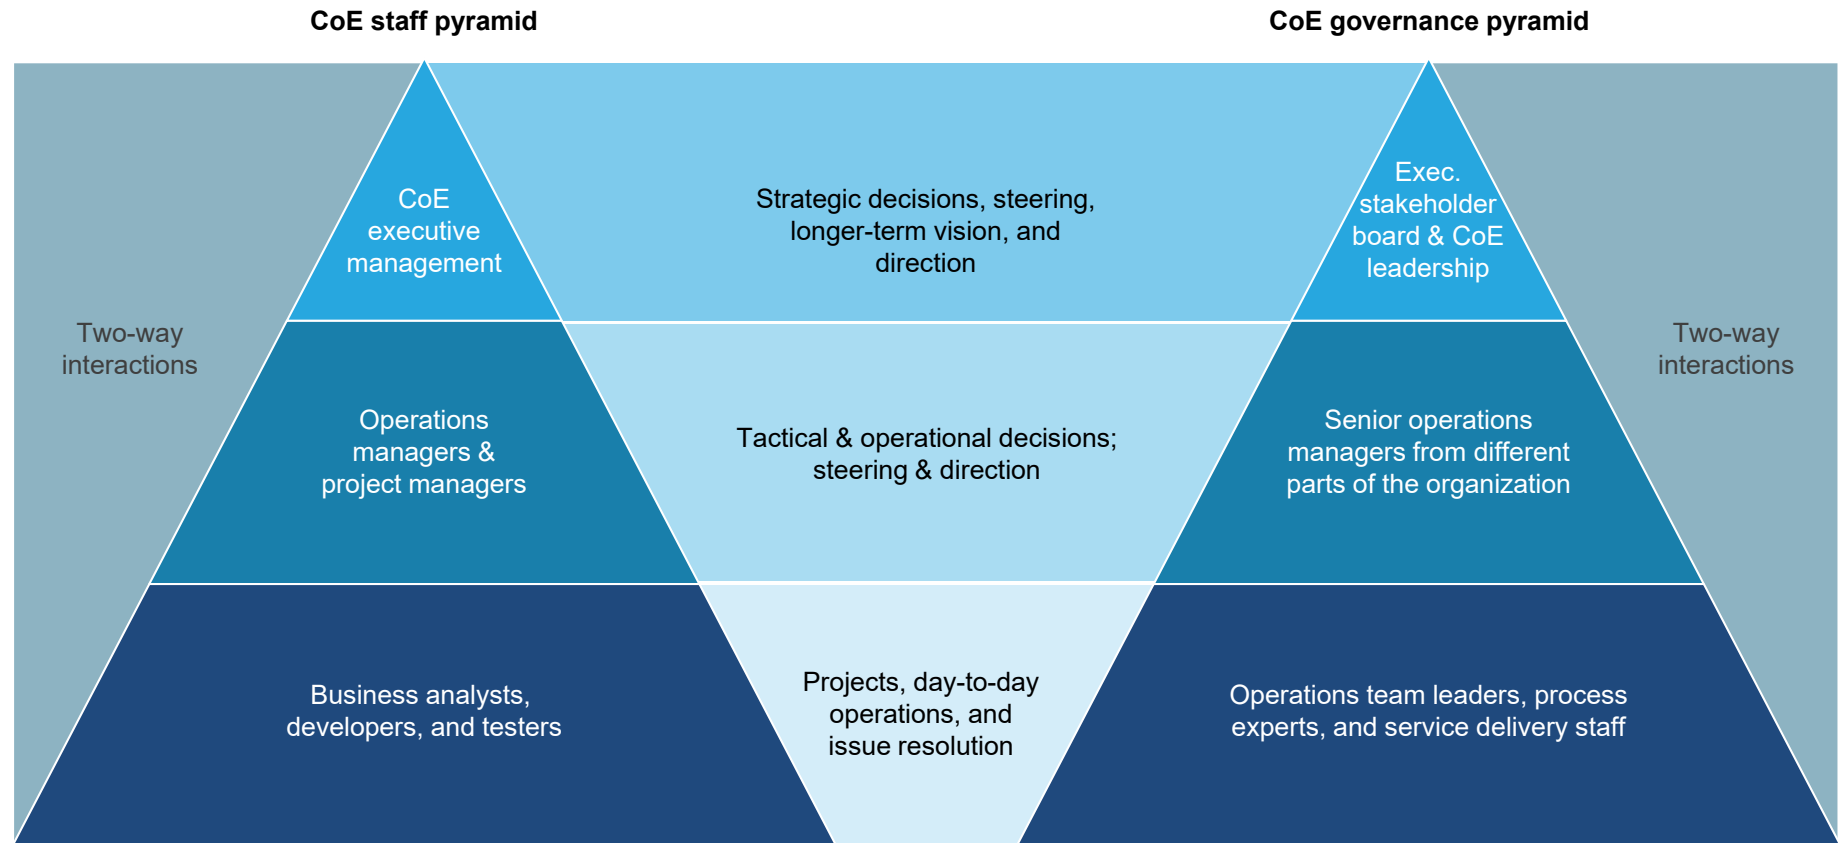 CoE staff pyramid
CoE governance pyramid
CoE
executive
management
Strategic decisions, steering,
longer-term vision, and
direction
Exec.
stakeholder
board & CoE
leadership
Two-way
interactions
Two-way
interactions
Operations
managers &
project managers
Tactical & operational decisions;
steering & direction
Senior operations
managers from different
parts of the organization
Business analysts,
developers, and testers
Projects, day-to-day
operations, and
issue resolution
Operations team leaders, process
experts, and service delivery staff